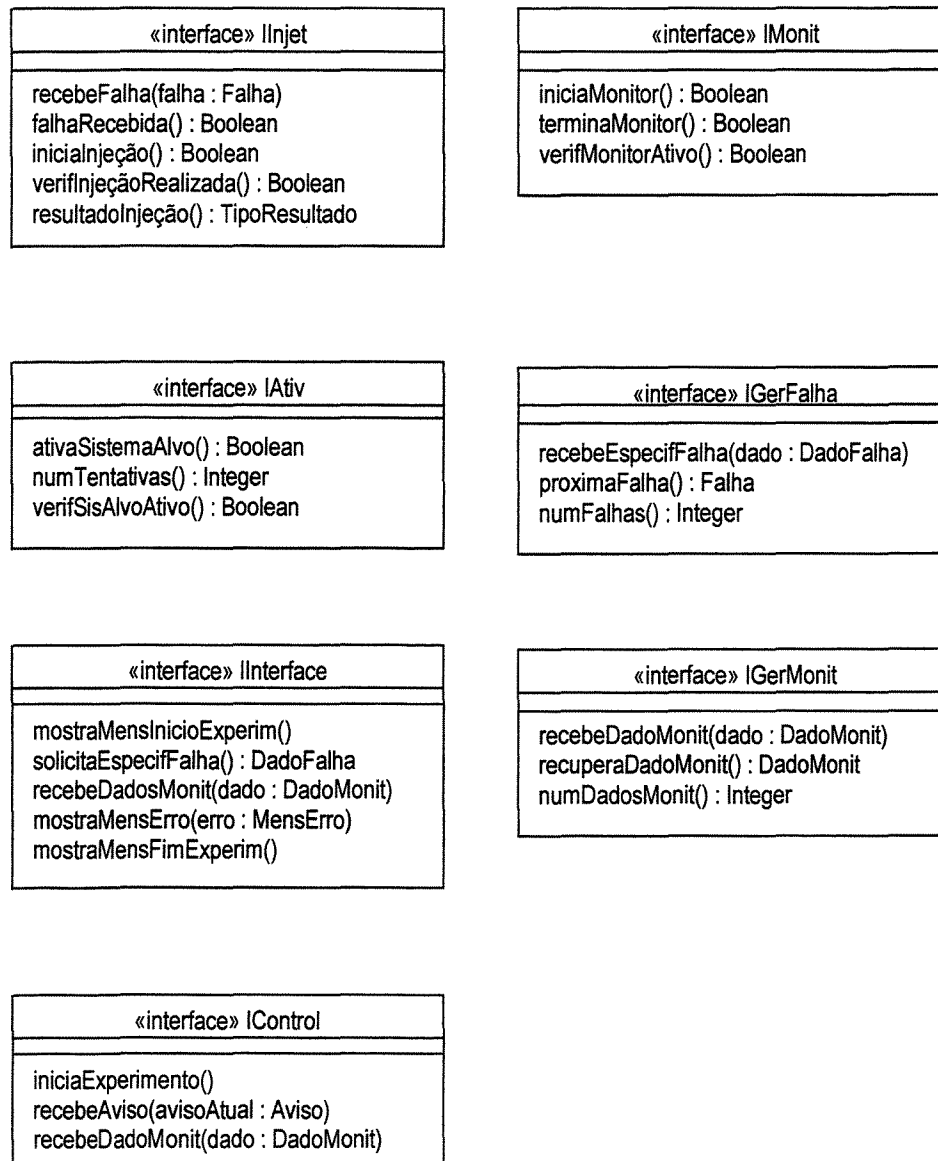 «interface» IInjet
recebeFalha(falha : Falha)
falhaRecebida() : Boolean
iniciaInjeção() : Boolean
verifInjeçãoRealizada() : Boolean
resultadoInjeção() : TipoResultado
«interface» IMonit
iniciaMonitor() : Boolean
terminaMonitor() : Boolean
verifMonitorAtivo() : Boolean
«interface» IAtiv
ativaSistemaAlvo() : Boolean
numTentativas() : Integer
verifSisAlvoAtivo() : Boolean
«interface» IGerFalha
recebeEspecifFalha(dado : DadoFalha)
proximaFalha() : Falha
numFalhas() : Integer
«interface» IInterface
mostraMensInicioExperim()
solicitaEspecifFalha() : DadoFalha
recebeDadosMonit(dado : DadoMonit)
mostraMensErro(erro : MensErro)
mostraMensFimExperim()
«interface» IGerMonit
recebeDadoMonit(dado : DadoMonit)
recuperaDadoMonit() : DadoMonit
numDadosMonit() : Integer
«interface» IControl
iniciaExperimento()
recebeAviso(avisoAtual : Aviso)
recebeDadoMonit(dado : DadoMonit)